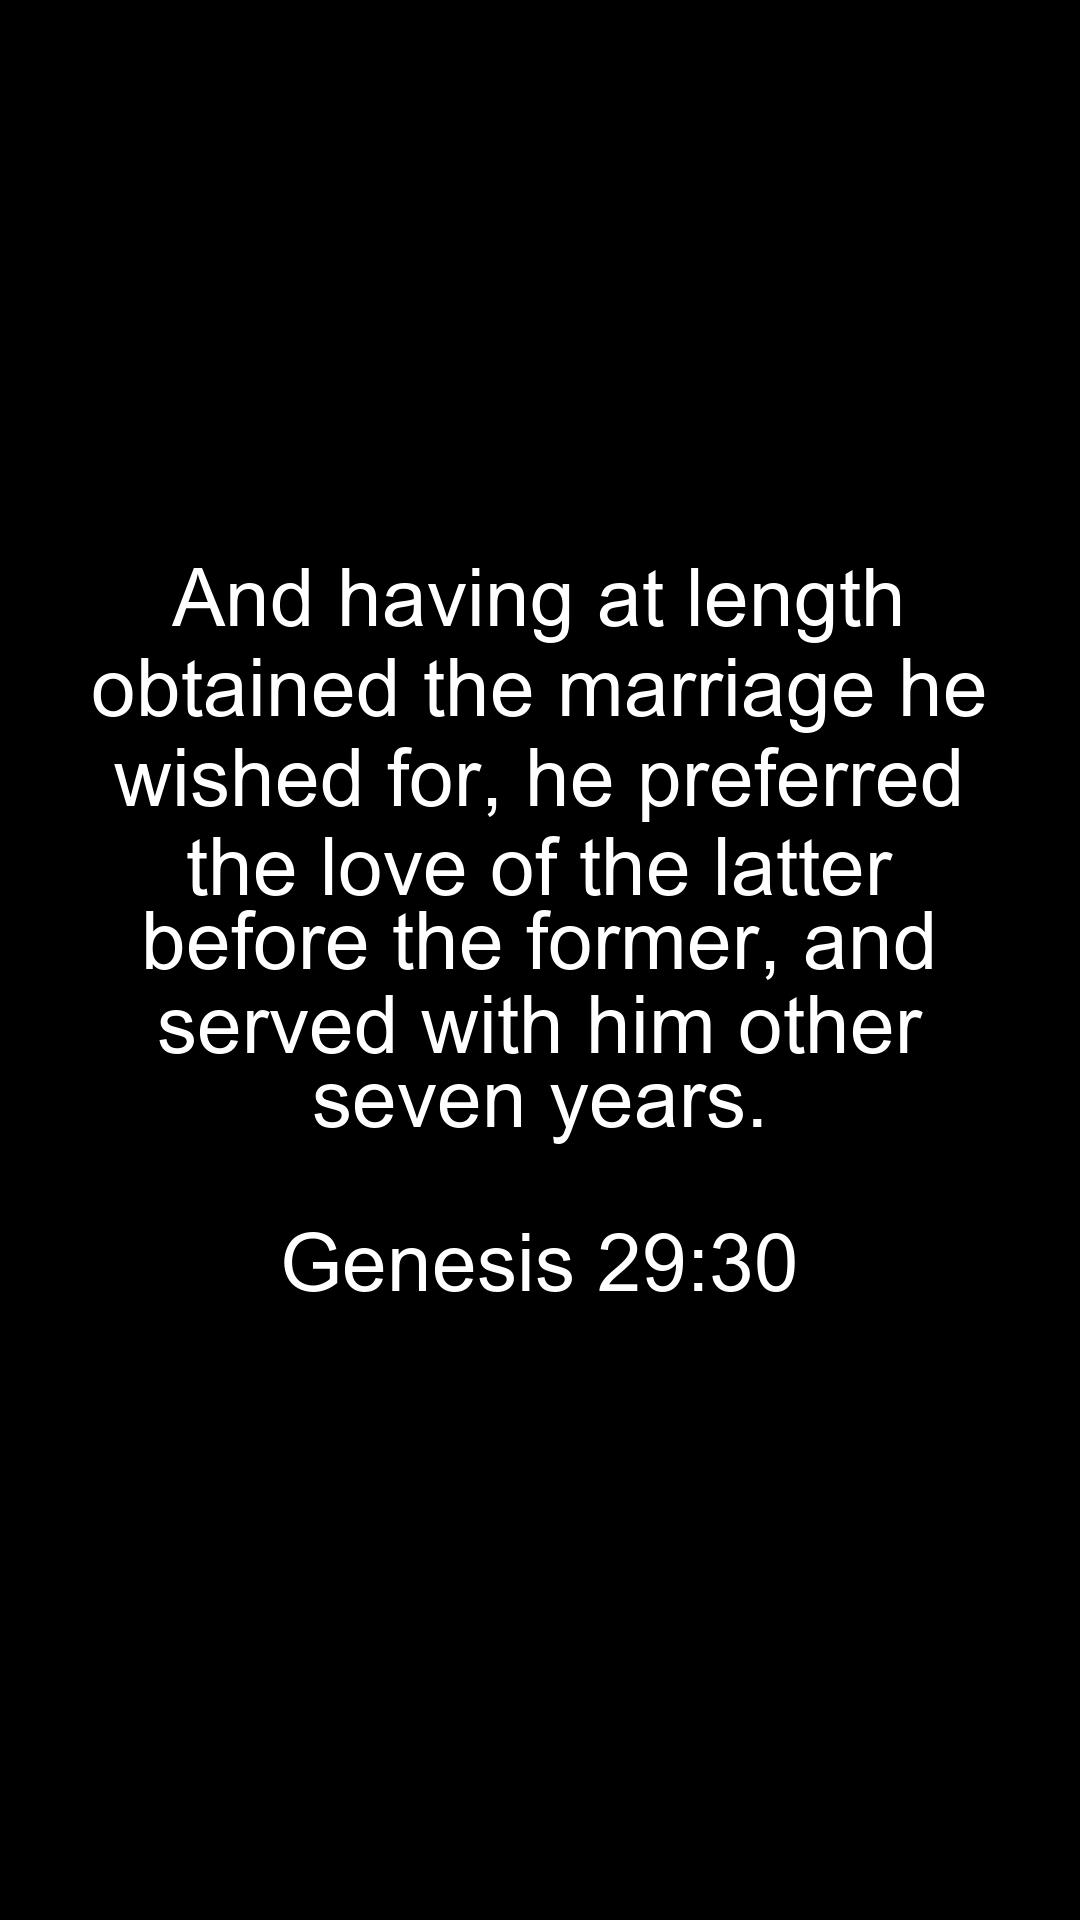 And having at length
obtained the marriage he
wished for, he preferred
the love of the latter
before the former, and
served with him other
seven years.
Genesis 29:30